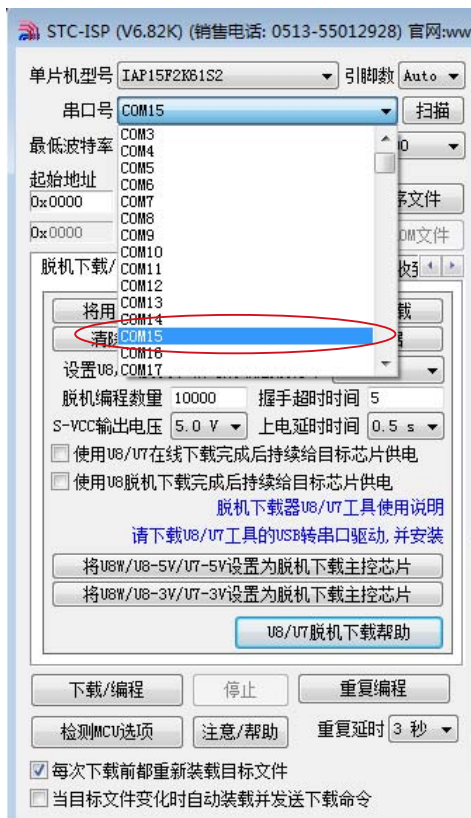 STC-ISP (V6.82K) (销售电话: 0513-55012928) 官网:ww
单片机型号 IAP15F2K61S2 引脚数 Auto
串口号 COM15 扫描
最低波特率
COM3
COM4
COM5
COM6
COM7
COM8
COM9
COM10
COM11
COM12
COM13
COM14
COM15
COM16
COM17
起始地址
0x0000 序文件
0x0000 OM文件
脱机下载/
将用 载
清除
设置U8,
脱机编程数量 10000 握手超时时间 5
S-VCC输出电压 5.0 V 上电延时时间 0.5 s
使用U8/U7在线下载完成后持续给目标芯片供电
使用U8脱机下载完成后持续给目标芯片供电
脱机下载器U8/U7工具使用说明
请下载U8/U7工具的USB转串口驱动,并安装
将U8W/U8-5V/U7-5V设置为脱机下载主控芯片
将U8W/U8-3V/U7-3V设置为脱机下载主控芯片
U8/U7脱机下载帮助
下载/编程 停止 重复编程
检测MCU选项 注意/帮助 重复延时 3 秒
每次下载前都重新装载目标文件
当目标文件变化时自动装载并发送下载命令